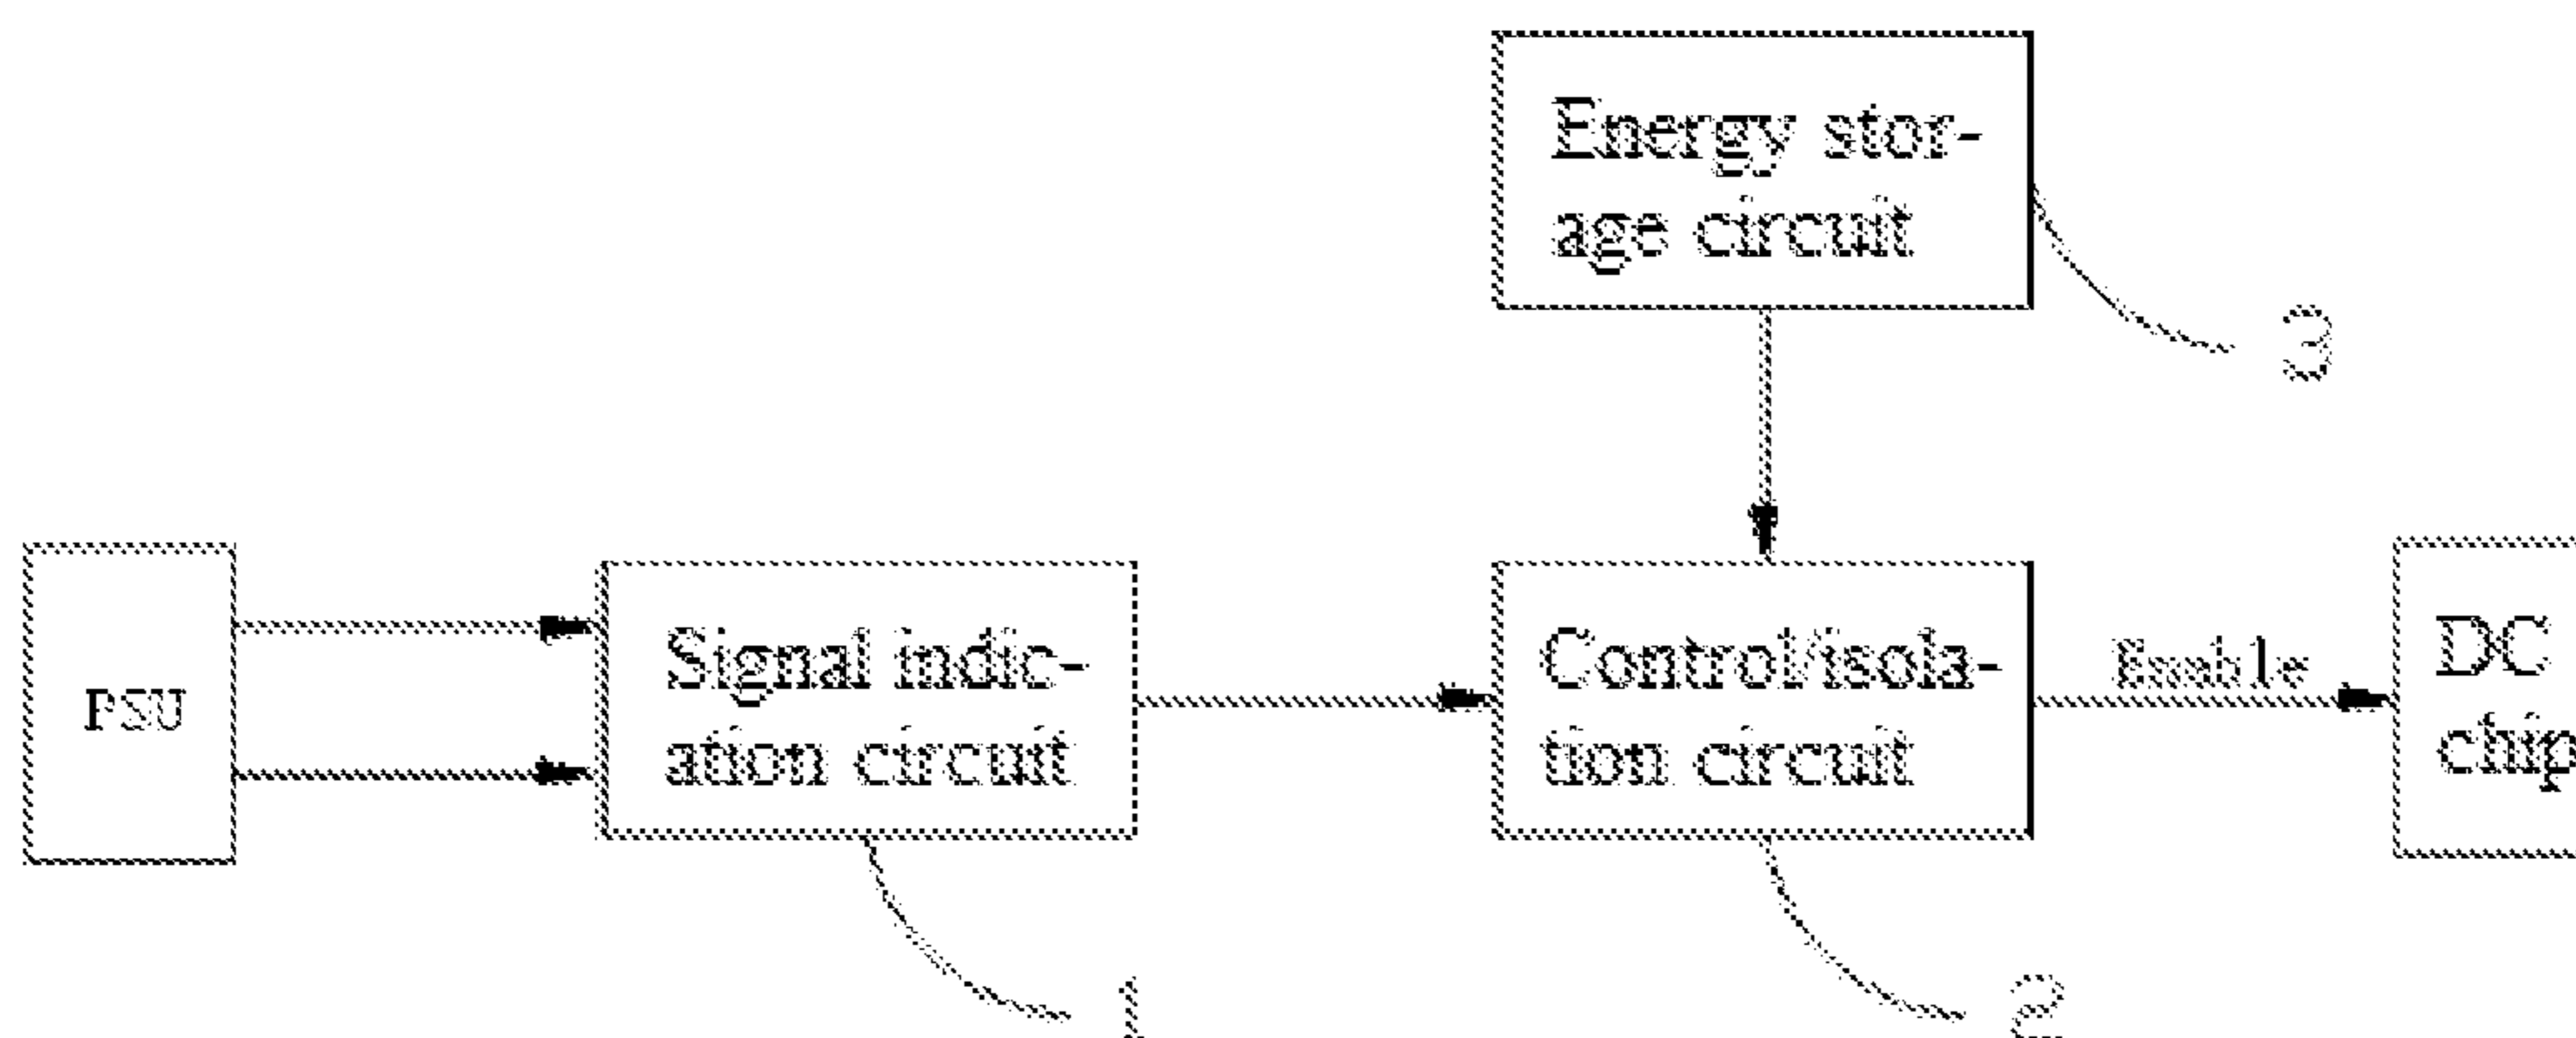 Energy stor-
age circuit
3
PSU
Signal indic-
ation circuit
Control/isola-
tion circuit
Enable
DC
chip
1
2